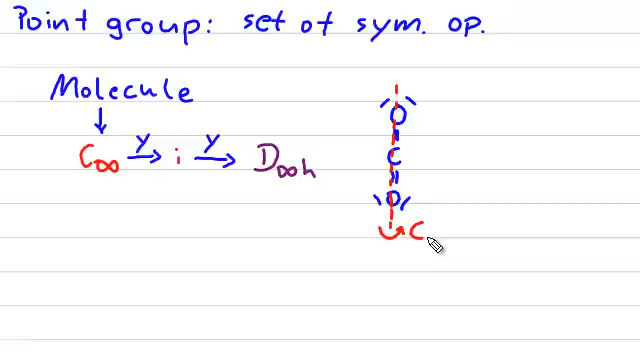 Point group: set of sym. op.
Molecule
↓
C∞ —Y→ i —Y→ D∞h
O
C
O
C